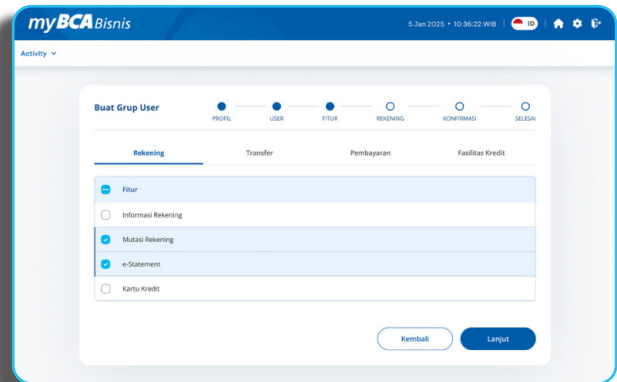 myBCA Bisnis
5 Jan 2025 • 10:36:22 WIB
ID
Activity
Buat Grup User
PROFIL
USER
FITUR
REKENING
KONFIRMASI
SELESAI
Rekening
Transfer
Pembayaran
Fasilitas Kredit
Fitur
Informasi Rekening
Mutasi Rekening
e-Statement
Kartu Kredit
Kembali
Lanjut